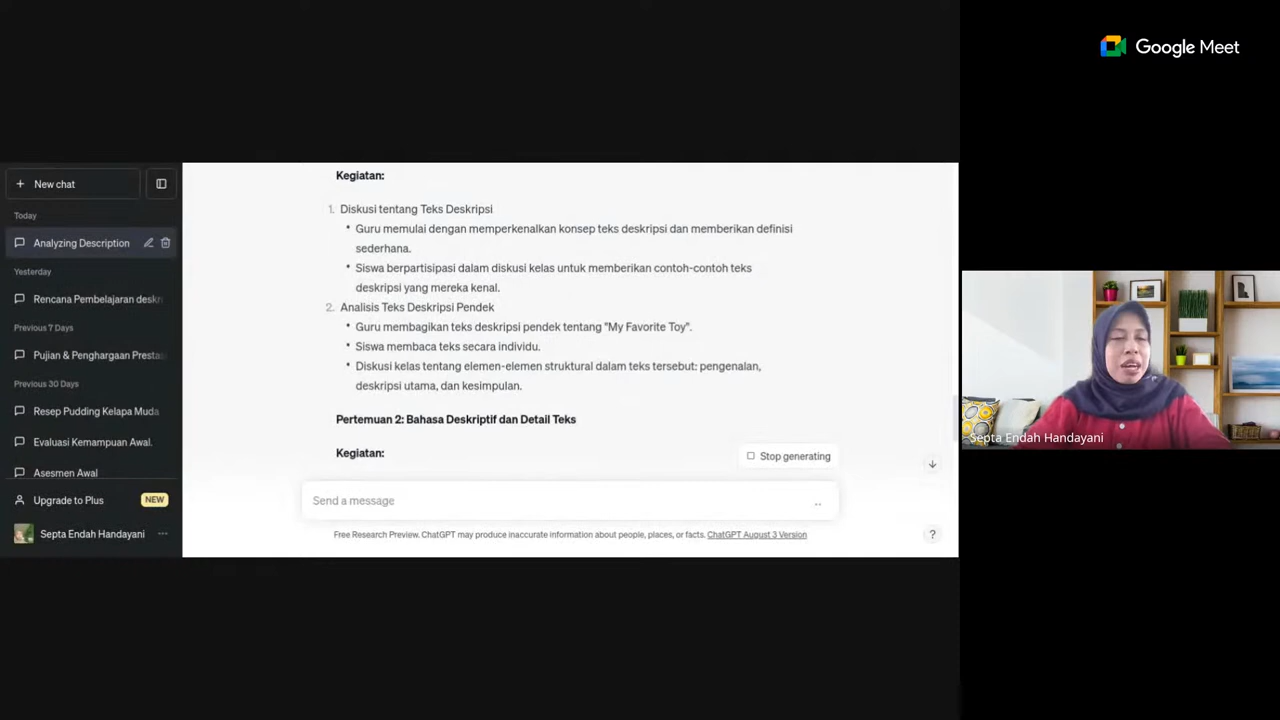 Google Meet
New chat
Today
Analyzing Description
Yesterday
Rencana Pembelajaran deskr
Previous 7 Days
Pujian & Penghargaan Presta
Previous 30 Days
Resep Pudding Kelapa Muda
Evaluasi Kemampuan Awal.
Asesmen Awal
Upgrade to Plus NEW
Septa Endah Handayani ...
Kegiatan:
1. Diskusi tentang Teks Deskripsi
• Guru memulai dengan memperkenalkan konsep teks deskripsi dan memberikan definisi
sederhana.
• Siswa berpartisipasi dalam diskusi kelas untuk memberikan contoh-contoh teks
deskripsi yang mereka kenal.
2. Analisis Teks Deskripsi Pendek
• Guru membagikan teks deskripsi pendek tentang "My Favorite Toy".
• Siswa membaca teks secara individu.
• Diskusi kelas tentang elemen-elemen struktural dalam teks tersebut: pengenalan,
deskripsi utama, dan kesimpulan.
Pertemuan 2: Bahasa Deskriptif dan Detail Teks
Kegiatan:
Stop generating
Send a message
Free Research Preview. ChatGPT may produce inaccurate information about people, places, or facts. ChatGPT August 3 Version
?
Septa Endah Handayani